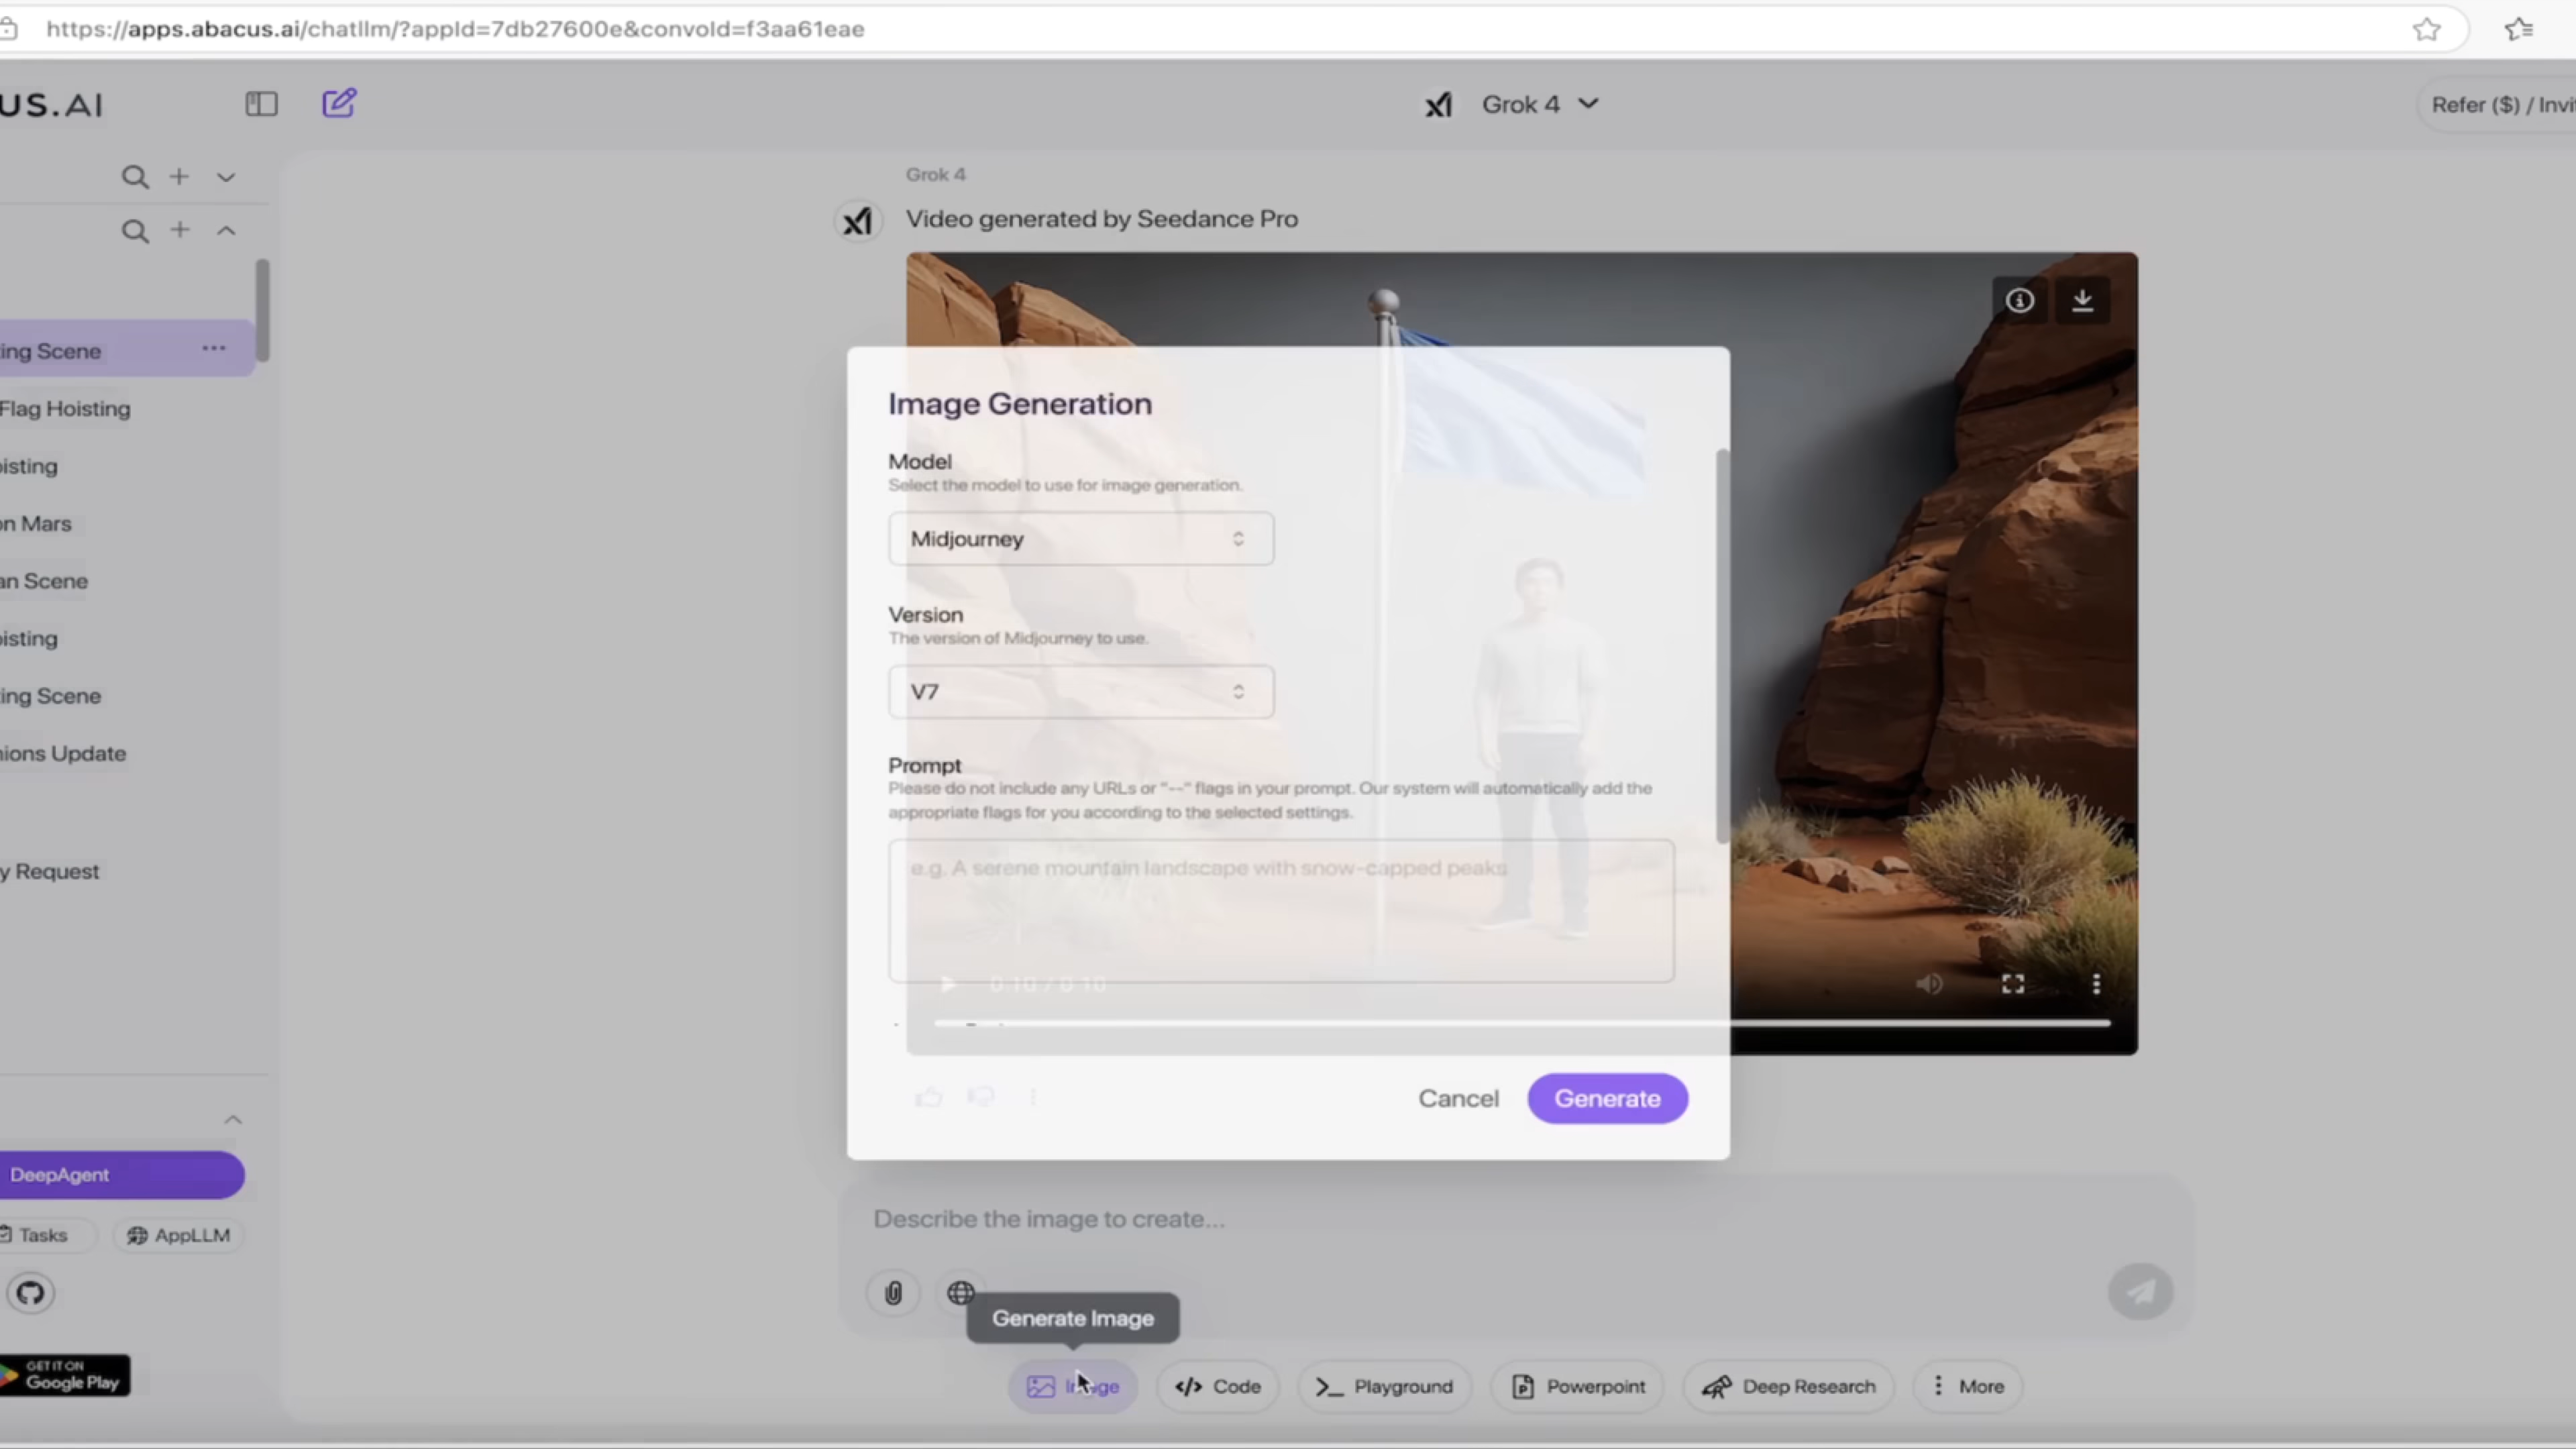 https://apps.abacus.ai/chatllm/?appId=7db27600e&convoId=f3aa61eae
US.AI
Grok 4
Refer ($) / Invi
Grok 4
Video generated by Seedance Pro
ing Scene
Flag Hoisting
oisting
on Mars
an Scene
oisting
ing Scene
nions Update
y Request
Image Generation
Model
Select the model to use for image generation.
Midjourney
Version
The version of Midjourney to use.
V7
Prompt
Please do not include any URLs or "--" flags in your prompt. Our system will automatically add the
appropriate flags for you according to the selected settings.
e.g. A serene mountain landscape with snow-capped peaks
0:10 / 0:10
Cancel
Generate
DeepAgent
Tasks
AppLLM
GET IT ON
Google Play
Describe the image to create...
Generate Image
Image
Code
Playground
Powerpoint
Deep Research
More